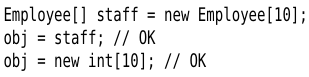 Employee[] staff = new Employee[10];
obj = staff; // OK
obj = new int[10]; // OK